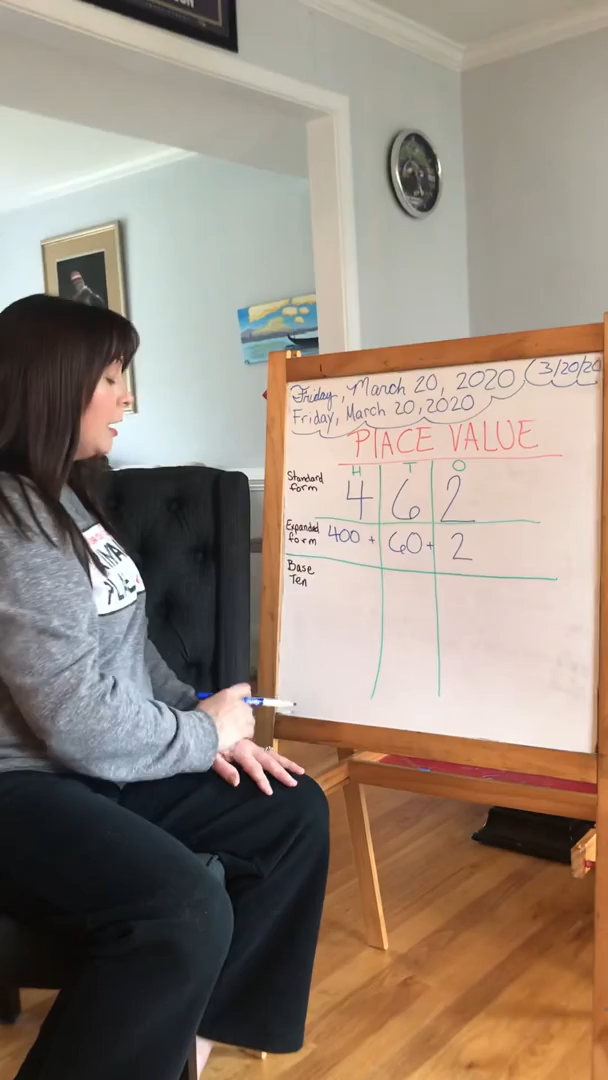 Friday, March 20, 2020 (3/20/20
Friday, March 20, 2020
PLACE VALUE
H T O
Standard form 4 6 2
Expanded form 400 + 60 + 2
Base Ten